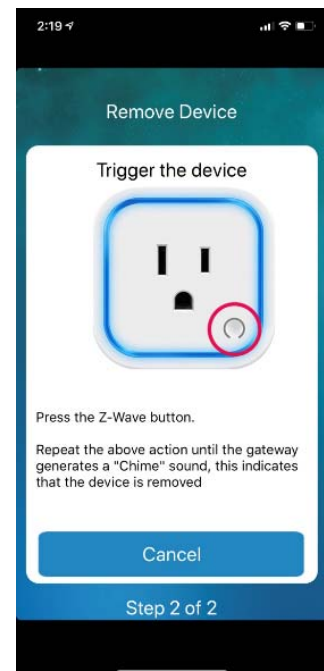 2:19
Remove Device
Trigger the device
Press the Z-Wave button.
Repeat the above action until the gateway
generates a "Chime" sound, this indicates
that the device is removed
Cancel
Step 2 of 2